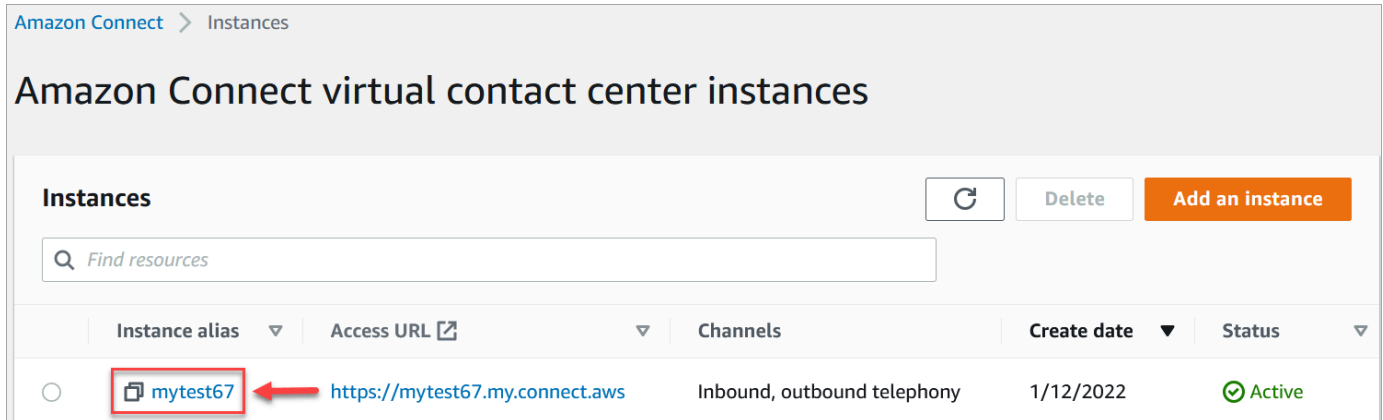 Amazon Connect > Instances
Amazon Connect virtual contact center instances
Instances
Delete
Add an instance
Find resources
Instance alias Access URL Channels Create date Status
mytest67 https://mytest67.my.connect.aws Inbound, outbound telephony 1/12/2022 Active